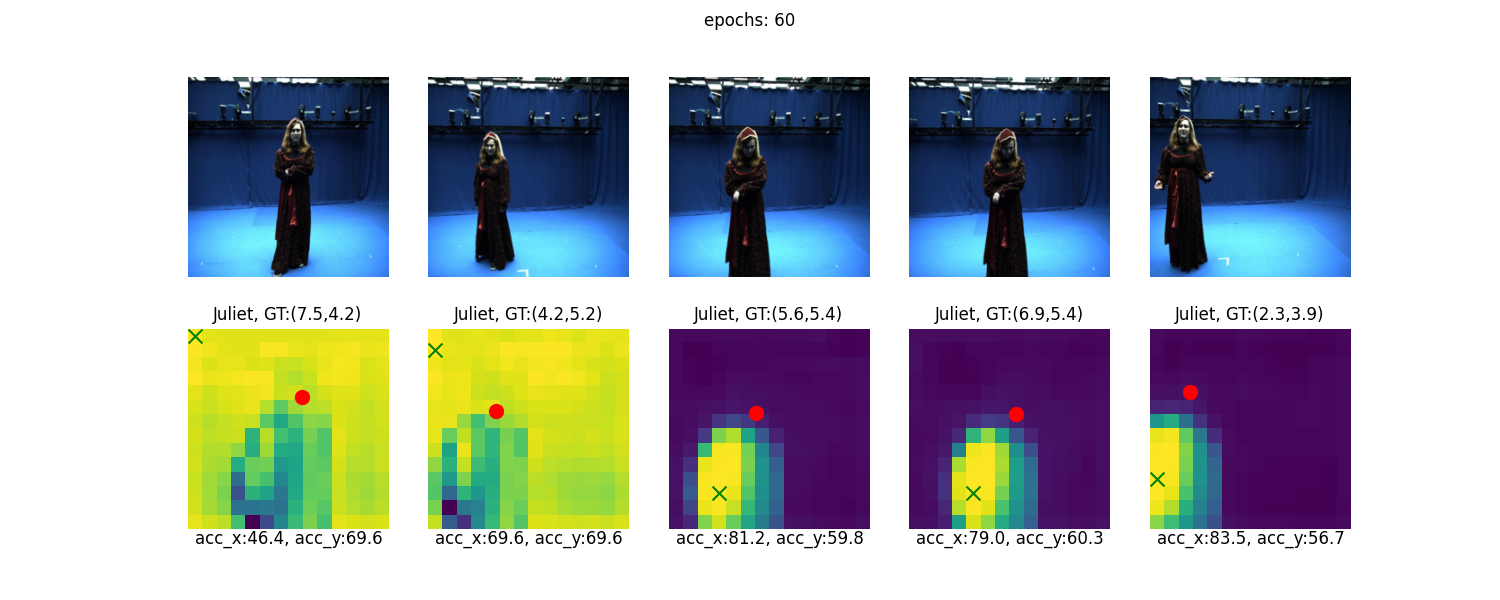 epochs: 60
Juliet, GT:(7.5,4.2)
Juliet, GT:(4.2,5.2)
Juliet, GT:(5.6,5.4)
Juliet, GT:(6.9,5.4)
Juliet, GT:(2.3,3.9)
acc_x:46.4, acc_y:69.6
acc_x:69.6, acc_y:69.6
acc_x:81.2, acc_y:59.8
acc_x:79.0, acc_y:60.3
acc_x:83.5, acc_y:56.7